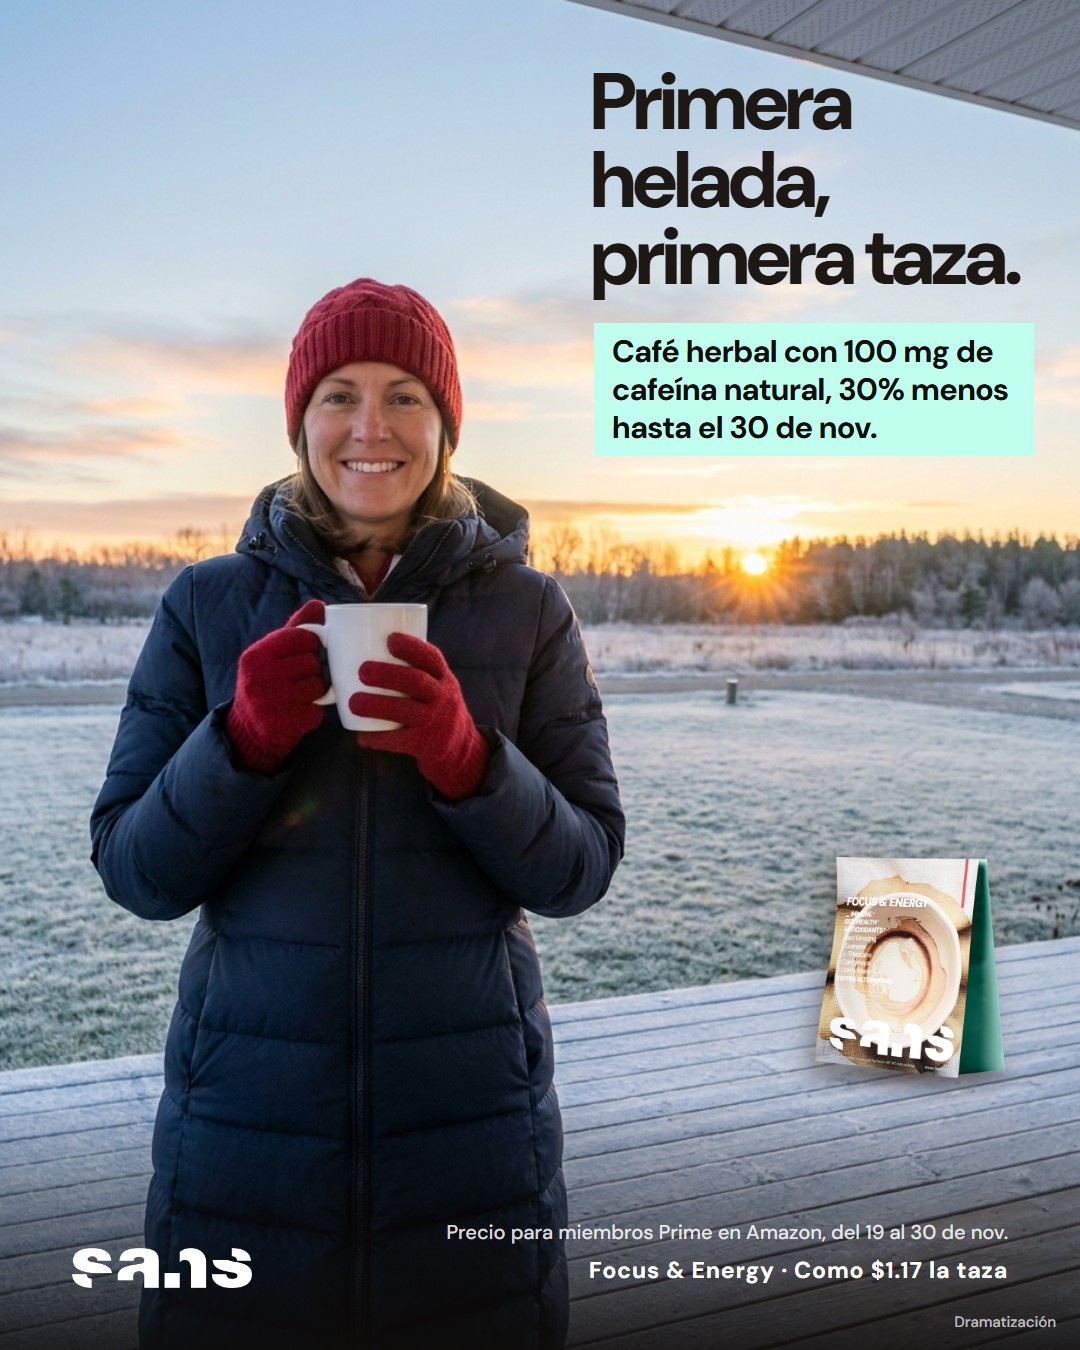 Primera
helada,
primera taza.
Café herbal con 100 mg de
cafeína natural, 30% menos
hasta el 30 de nov.
FOCUS & ENERGY
sans
Precio para miembros Prime en Amazon, del 19 al 30 de nov.
sans
Focus & Energy · Como $1.17 la taza
Dramatización